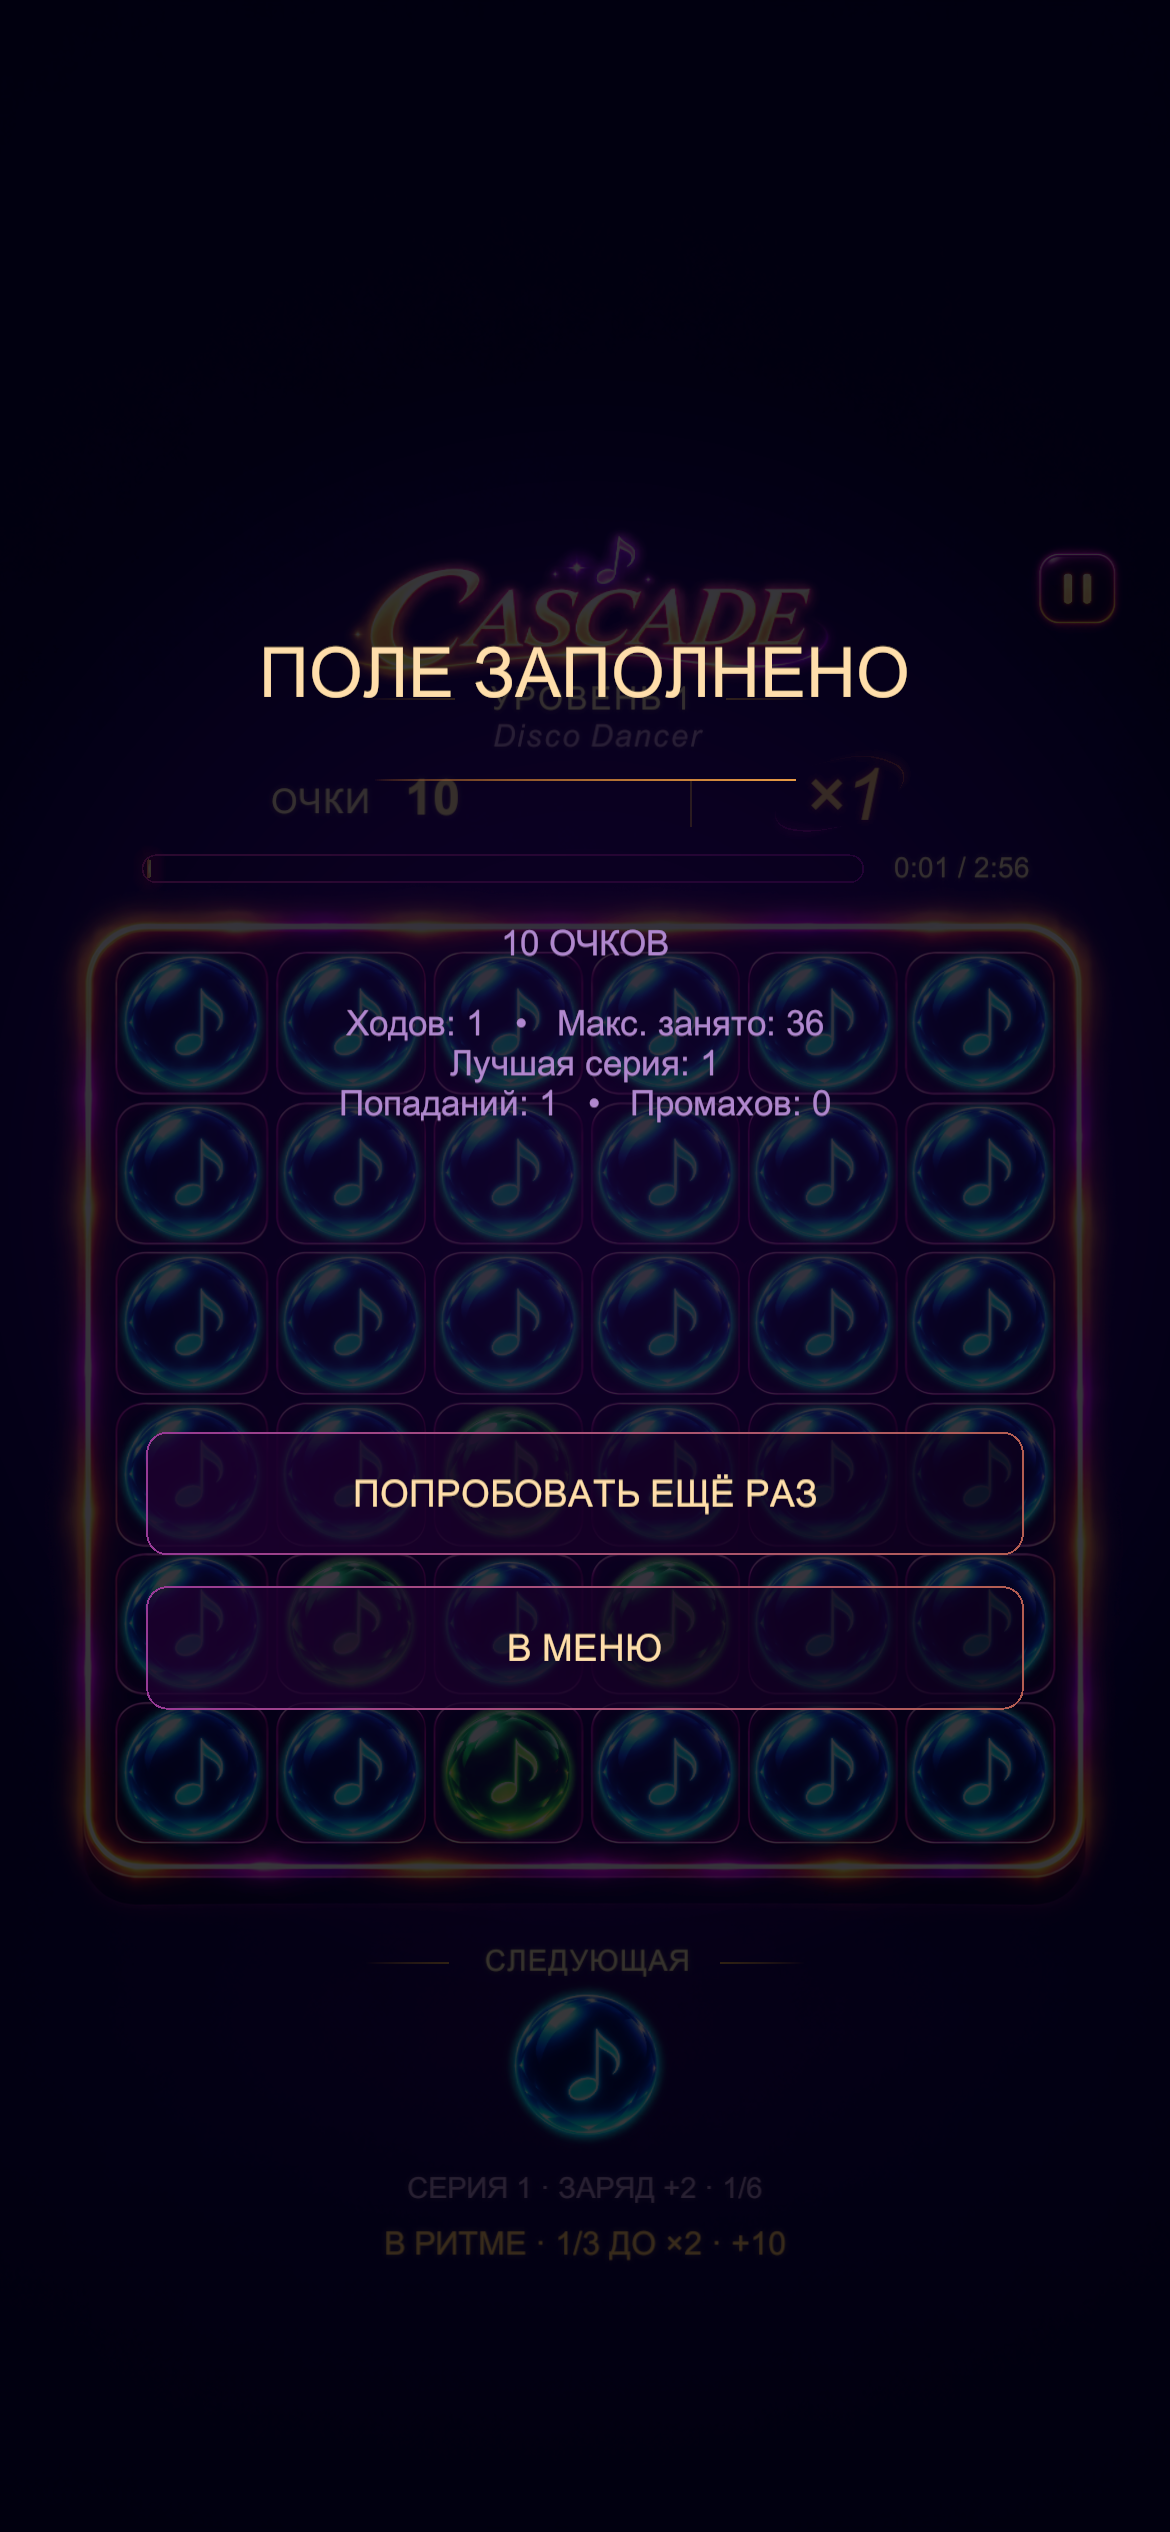 CASCADE
ПОЛЕ ЗАПОЛНЕНО
УРОВЕНЬ 1
Disco Dancer
ОЧКИ 10 ×1
0:01 / 2:56
10 ОЧКОВ
Ходов: 1 • Макс. занято: 36
Лучшая серия: 1
Попаданий: 1 • Промахов: 0
ПОПРОБОВАТЬ ЕЩЁ РАЗ
В МЕНЮ
СЛЕДУЮЩАЯ
СЕРИЯ 1 · ЗАРЯД +2 · 1/6
В РИТМЕ · 1/3 ДО ×2 · +10